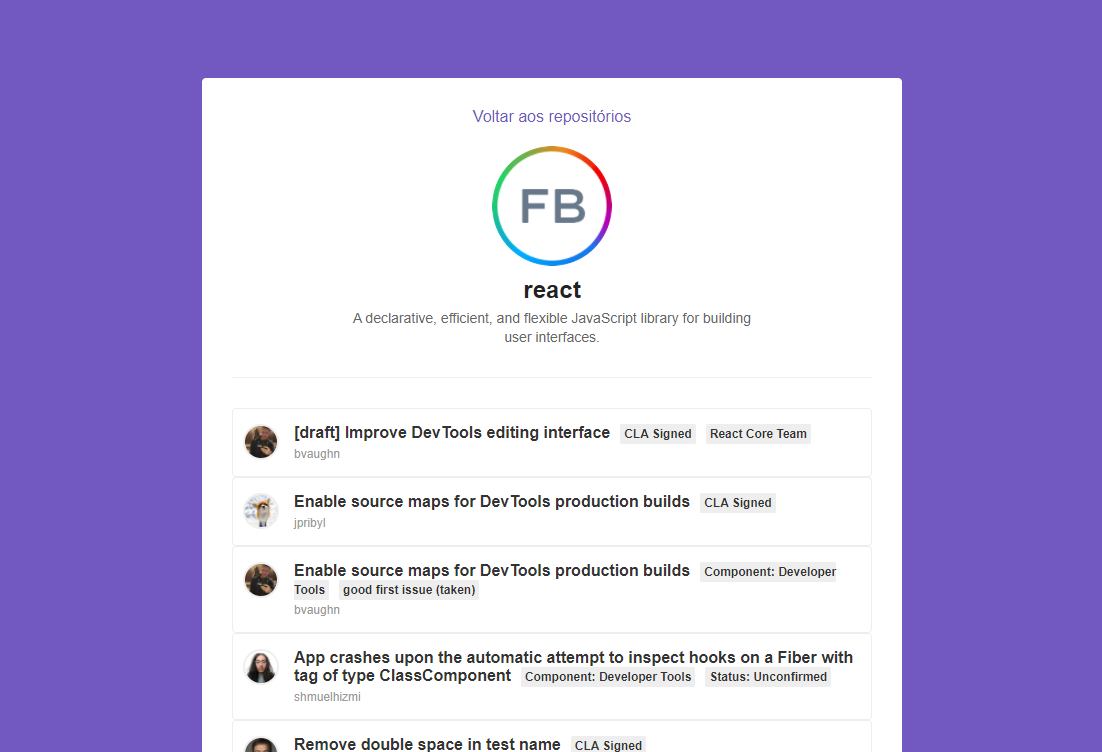 Voltar aos repositórios
FB
react
A declarative, efficient, and flexible JavaScript library for building
user interfaces.
[draft] Improve DevTools editing interface CLA Signed React Core Team
bvaughn
Enable source maps for DevTools production builds CLA Signed
jpribyl
Enable source maps for DevTools production builds Component: Developer
Tools good first issue (taken)
bvaughn
App crashes upon the automatic attempt to inspect hooks on a Fiber with
tag of type ClassComponent Component: Developer Tools Status: Unconfirmed
shmuelhizmi
Remove double space in test name CLA Signed